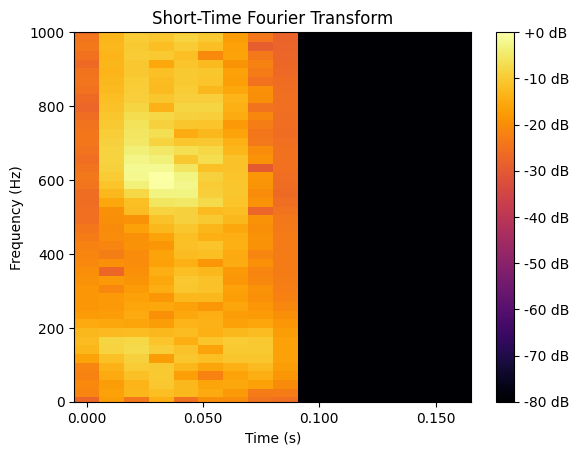 Short-Time Fourier Transform
Frequency (Hz)
1000
800
600
400
200
0
0.000
0.050
0.100
0.150
Time (s)
+0 dB
-10 dB
-20 dB
-30 dB
-40 dB
-50 dB
-60 dB
-70 dB
-80 dB